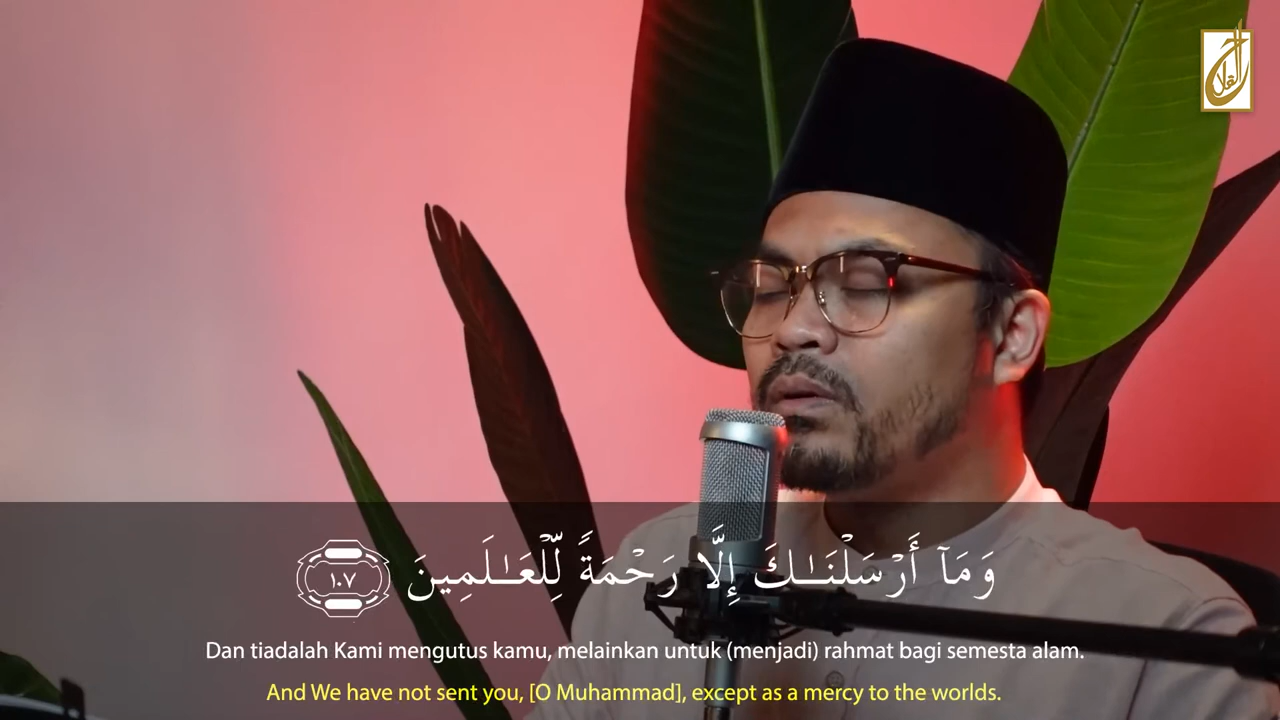 وَمَآ أَرْسَلْنَـٰكَ إِلَّا رَحْمَةً لِّلْعَـٰلَمِينَ ١٠٧
Dan tiadalah Kami mengutus kamu, melainkan untuk (menjadi) rahmat bagi semesta alam.
And We have not sent you, [O Muhammad], except as a mercy to the worlds.